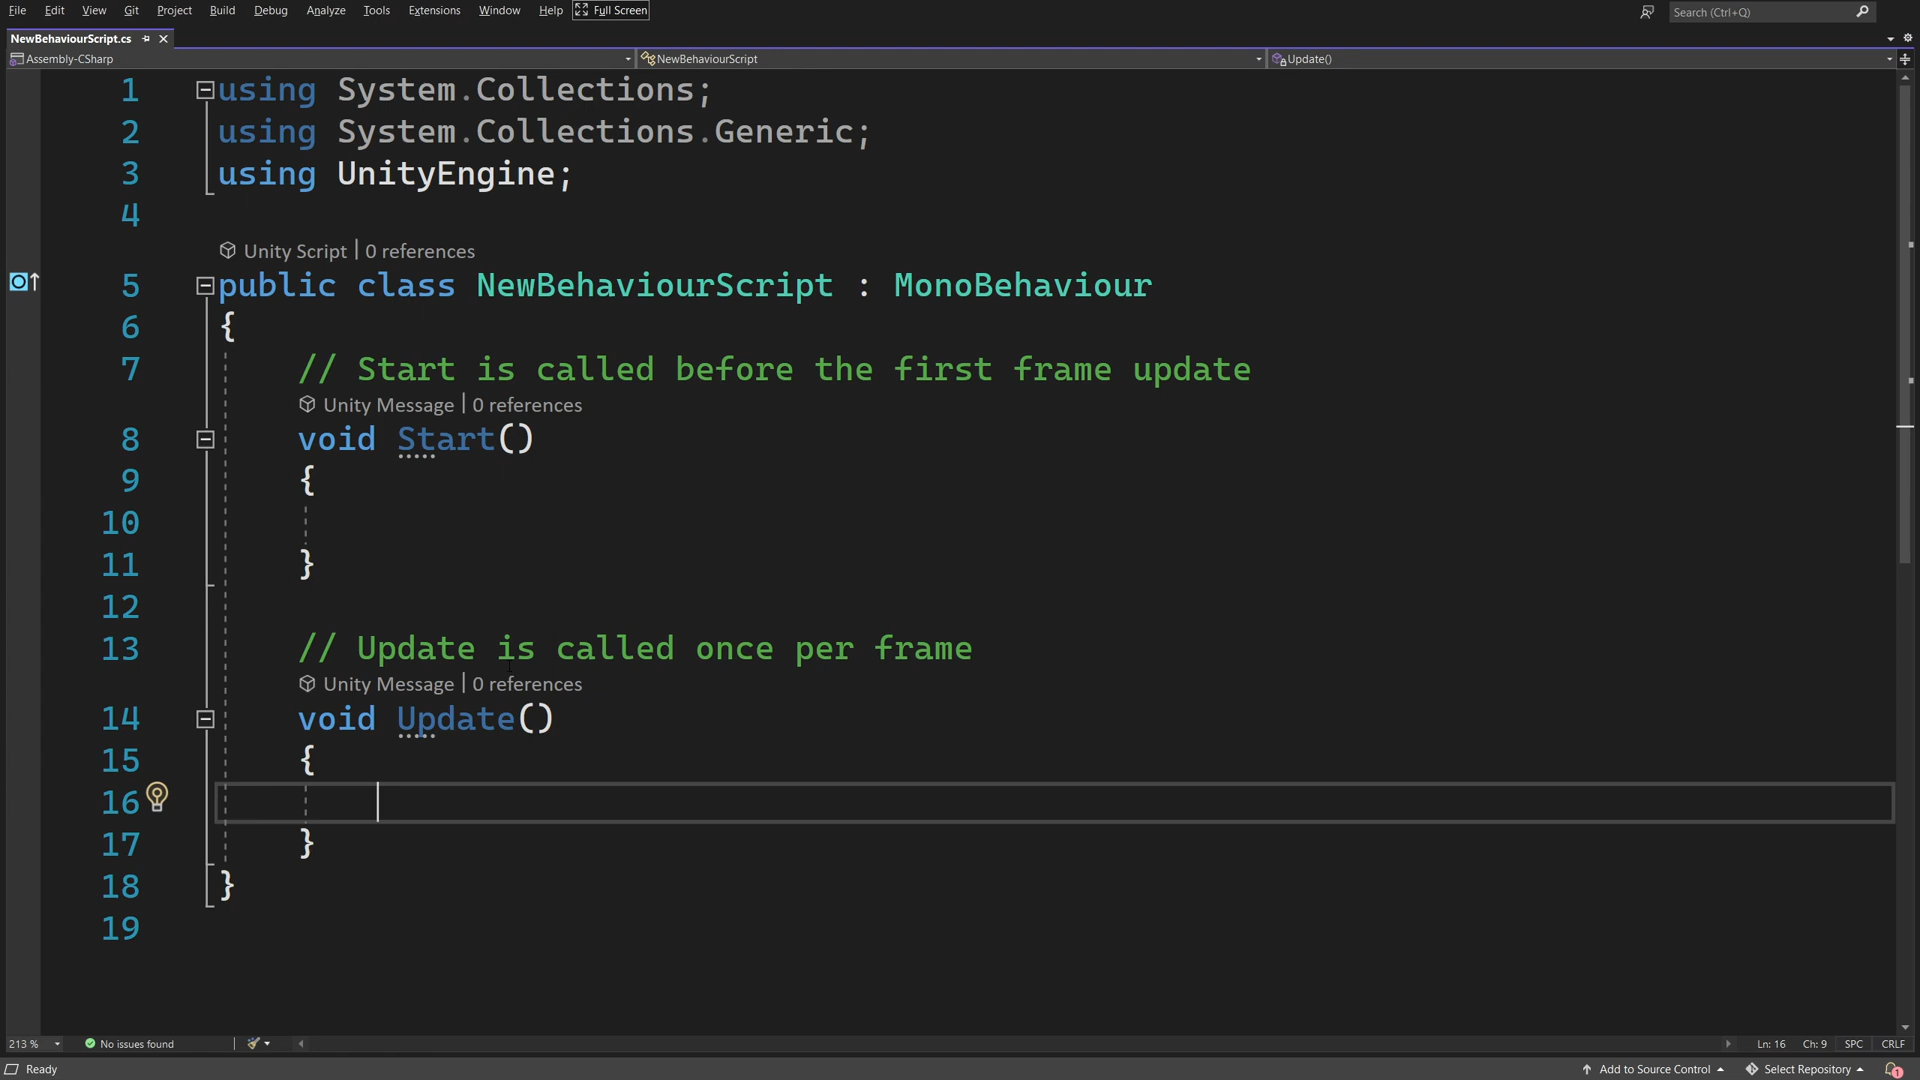 File Edit View Git Project Build Debug Analyze Tools Extensions Window Help Full Screen Search (Ctrl+Q)
NewBehaviourScript.cs
Assembly-CSharp NewBehaviourScript Update()
1 using System.Collections;
2 using System.Collections.Generic;
3 using UnityEngine;
4
Unity Script | 0 references
5 public class NewBehaviourScript : MonoBehaviour
6 {
7 // Start is called before the first frame update
Unity Message | 0 references
8 void Start()
9 {
10
11 }
12
13 // Update is called once per frame
Unity Message | 0 references
14 void Update()
15 {
16
17 }
18 }
19
213 % No issues found Ln: 16 Ch: 9 SPC CRLF
Ready Add to Source Control Select Repository 1